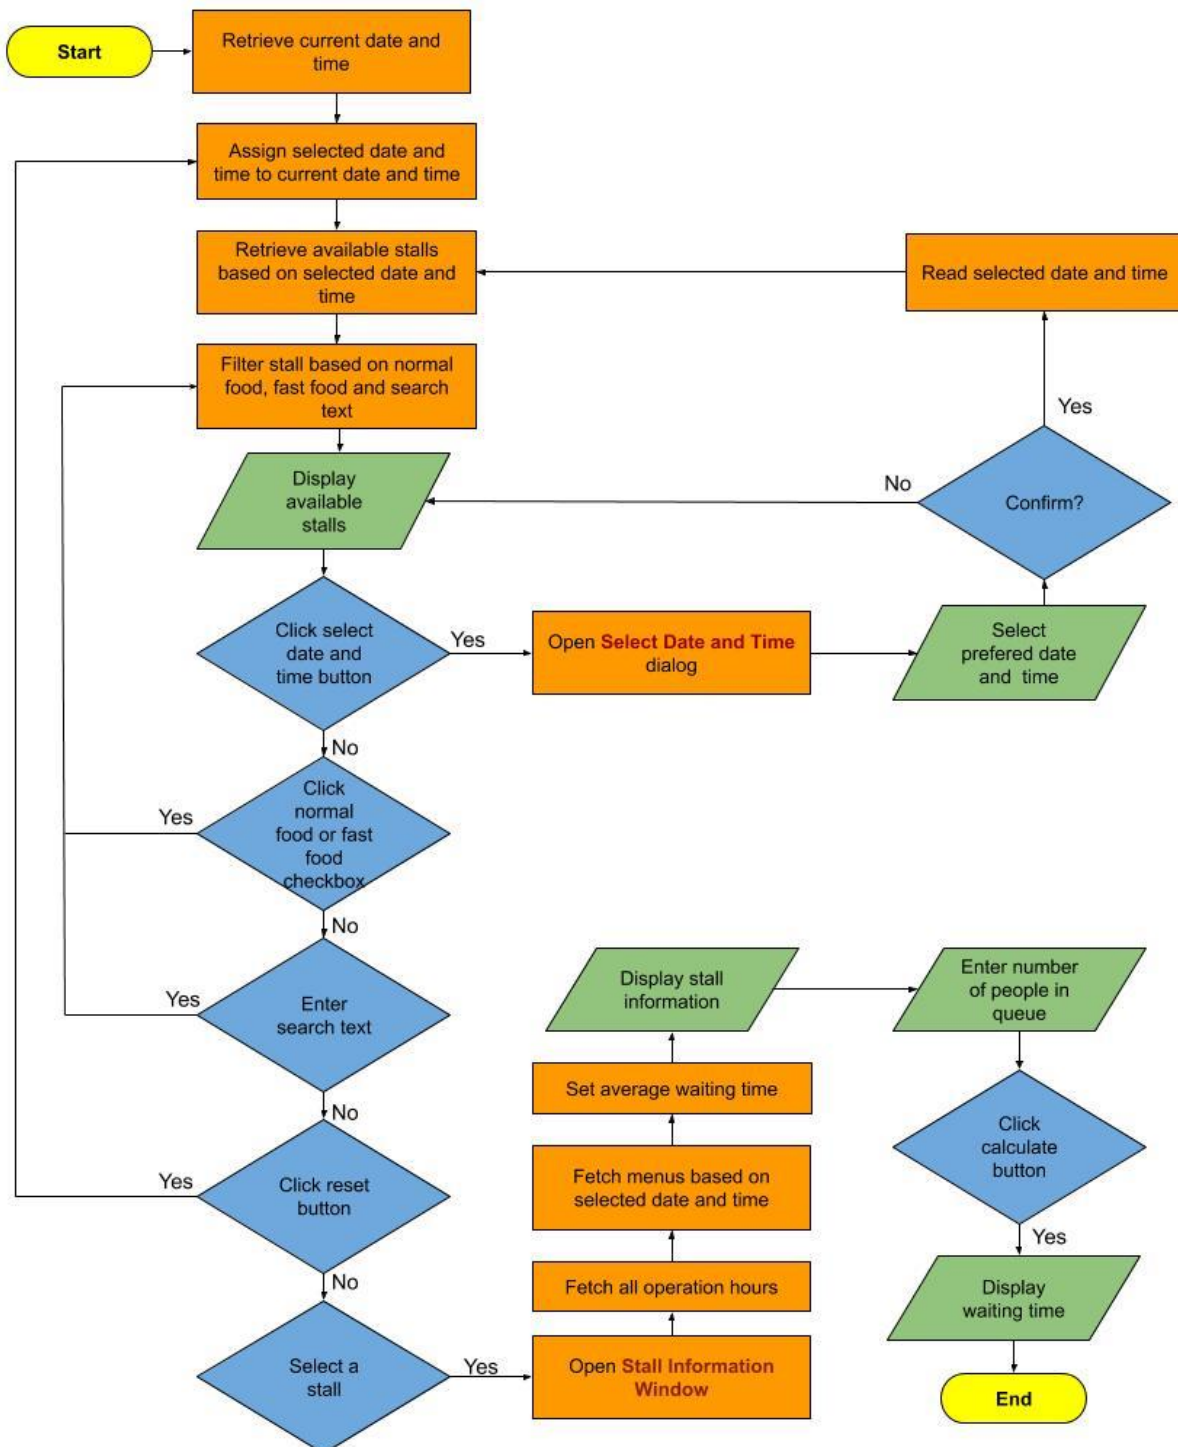 Start
Retrieve current date and
time
Assign selected date and
time to current date and time
Retrieve available stalls
based on selected date and
time
Read selected date and time
Filter stall based on normal
food, fast food and search
text
Yes
Display
available
stalls
No
Confirm?
Click select
date and
time button
Yes
Open Select Date and Time
dialog
Select
prefered date
and time
No
Click
normal
food or fast
food
checkbox
Yes
No
Enter
search text
Yes
Display stall
information
Enter number
of people in
queue
Set average waiting time
No
Click
calculate
button
Click reset
button
Yes
Fetch menus based on
selected date and time
Yes
No
Fetch all operation hours
Display
waiting time
Select a
stall
Yes
Open Stall Information
Window
End